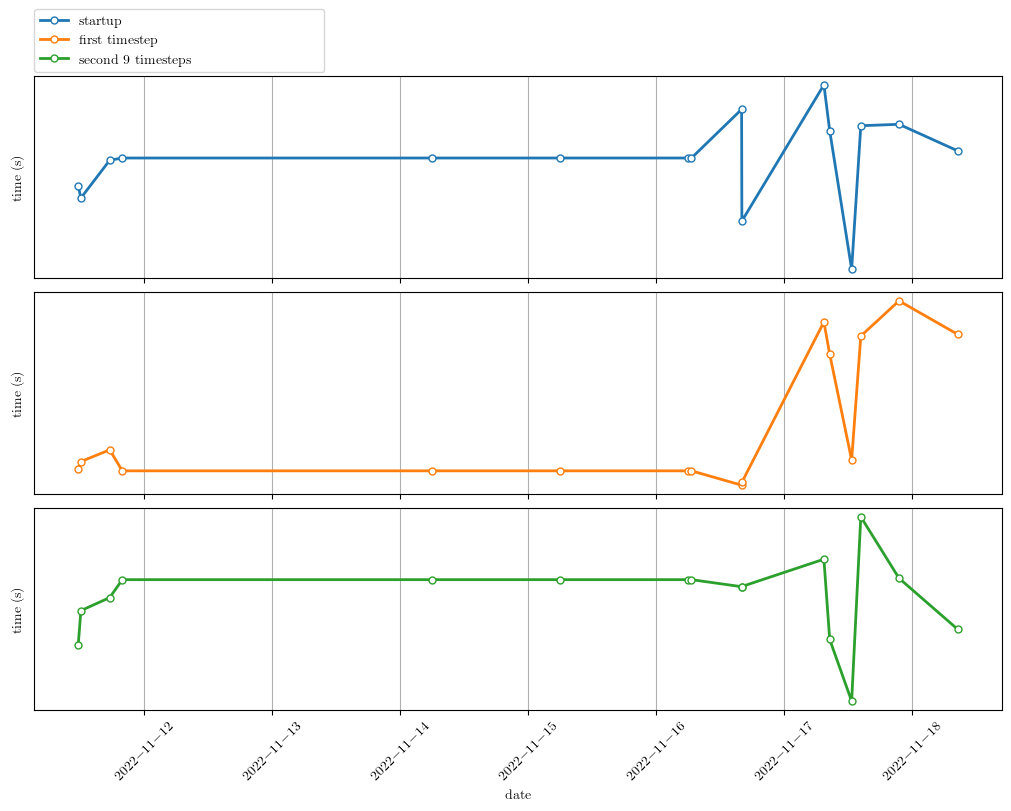 startup
first timestep
second 9 timesteps
time (s)
time (s)
time (s)
2022−11−12
2022−11−13
2022−11−14
2022−11−15
2022−11−16
2022−11−17
2022−11−18
date